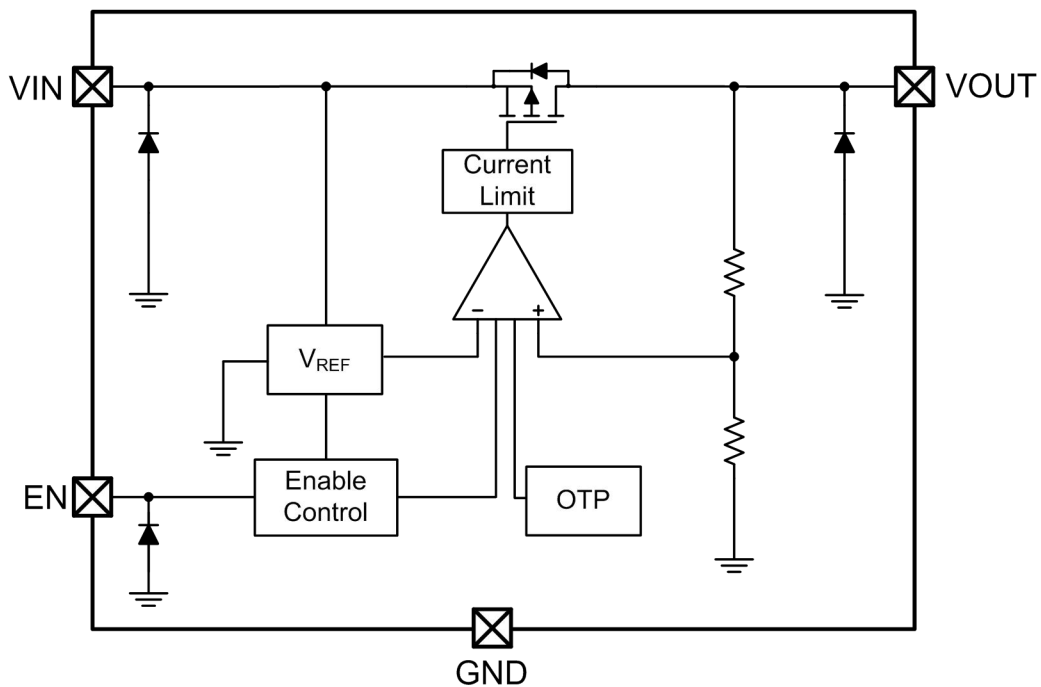 VIN
VOUT
Current
Limit
- +
V_REF
EN
Enable
Control
OTP
GND